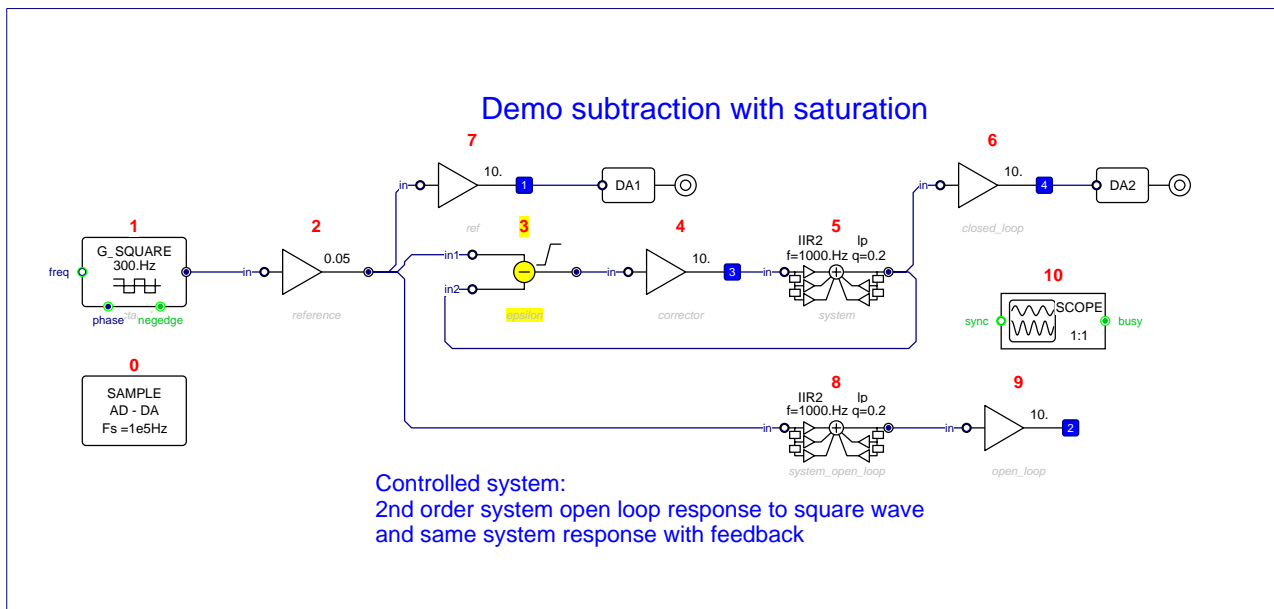 Demo subtraction with saturation
7
6
10.
10.
in
1
DA1
in
4
DA2
ref
closed_loop
1
2
3
4
5
G_SQUARE
300.Hz
freq
phase
negedge
in
0.05
reference
in1
in2
epsilon
in
10.
3
corrector
IIR2 lp
f=1000.Hz q=0.2
in
system
10
SCOPE
sync
1:1
busy
0
SAMPLE
AD - DA
Fs =1e5Hz
8
9
IIR2 lp
f=1000.Hz q=0.2
in
system_open_loop
in
10.
2
open_loop
Controlled system:
2nd order system open loop response to square wave
and same system response with feedback